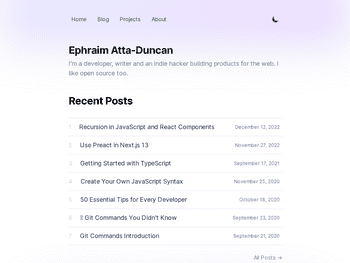 Home Blog Projects About
Ephraim Atta-Duncan
I'm a developer, writer and an indie hacker building products for the web. I
like open source too.
Recent Posts
1 Recursion in JavaScript and React Components December 12, 2022
2 Use Preact in Next.js 13 November 27, 2022
3 Getting Started with TypeScript September 17, 2021
4 Create Your Own JavaScript Syntax November 25, 2020
5 50 Essential Tips for Every Developer October 18, 2020
6 Git Commands You Didn't Know September 23, 2020
7 Git Commands Introduction September 21, 2020
All Posts →